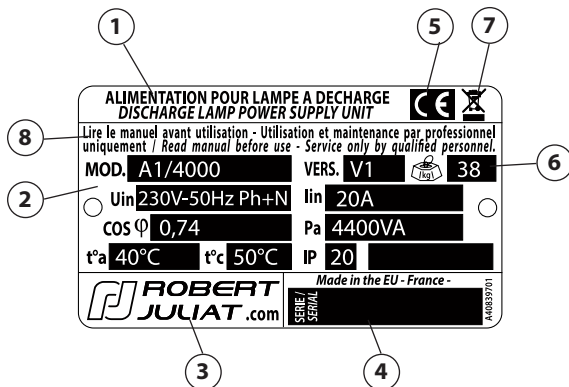 1
5
7
ALIMENTATION POUR LAMPE A DECHARGE
DISCHARGE LAMP POWER SUPPLY UNIT
CE
8
Lire le manuel avant utilisation - Utilisation et maintenance par professionnel
uniquement / Read manual before use - Service only by qualified personnel.
MOD. A1/4000 VERS. V1 (kg) 38
6
2
Uin 230V-50Hz Ph+N Iin 20A
COS φ 0,74 Pa 4400VA
t°a 40°C t°c 50°C IP 20
ROBERT
JULIAT .com
Made in the EU - France -
SERIE /
SERIAL
A40839701
3
4